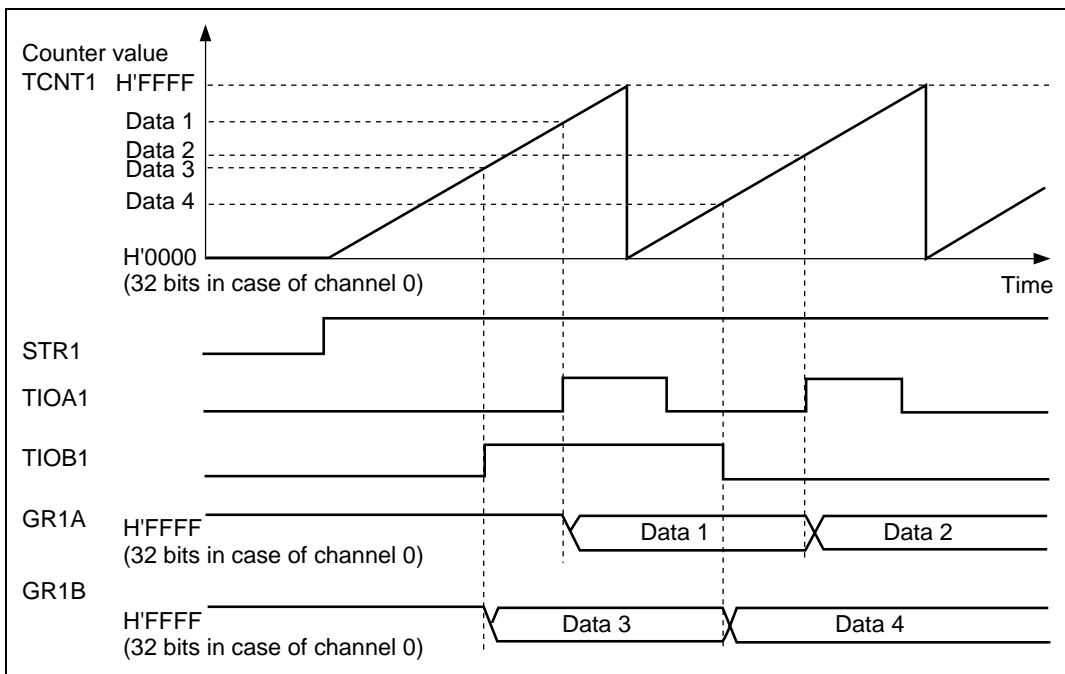 Counter value
TCNT1 H'FFFF
Data 1
Data 2
Data 3
Data 4
H'0000
(32 bits in case of channel 0)
Time
STR1
TIOA1
TIOB1
GR1A
H'FFFF
(32 bits in case of channel 0)
Data 1
Data 2
GR1B
H'FFFF
(32 bits in case of channel 0)
Data 3
Data 4